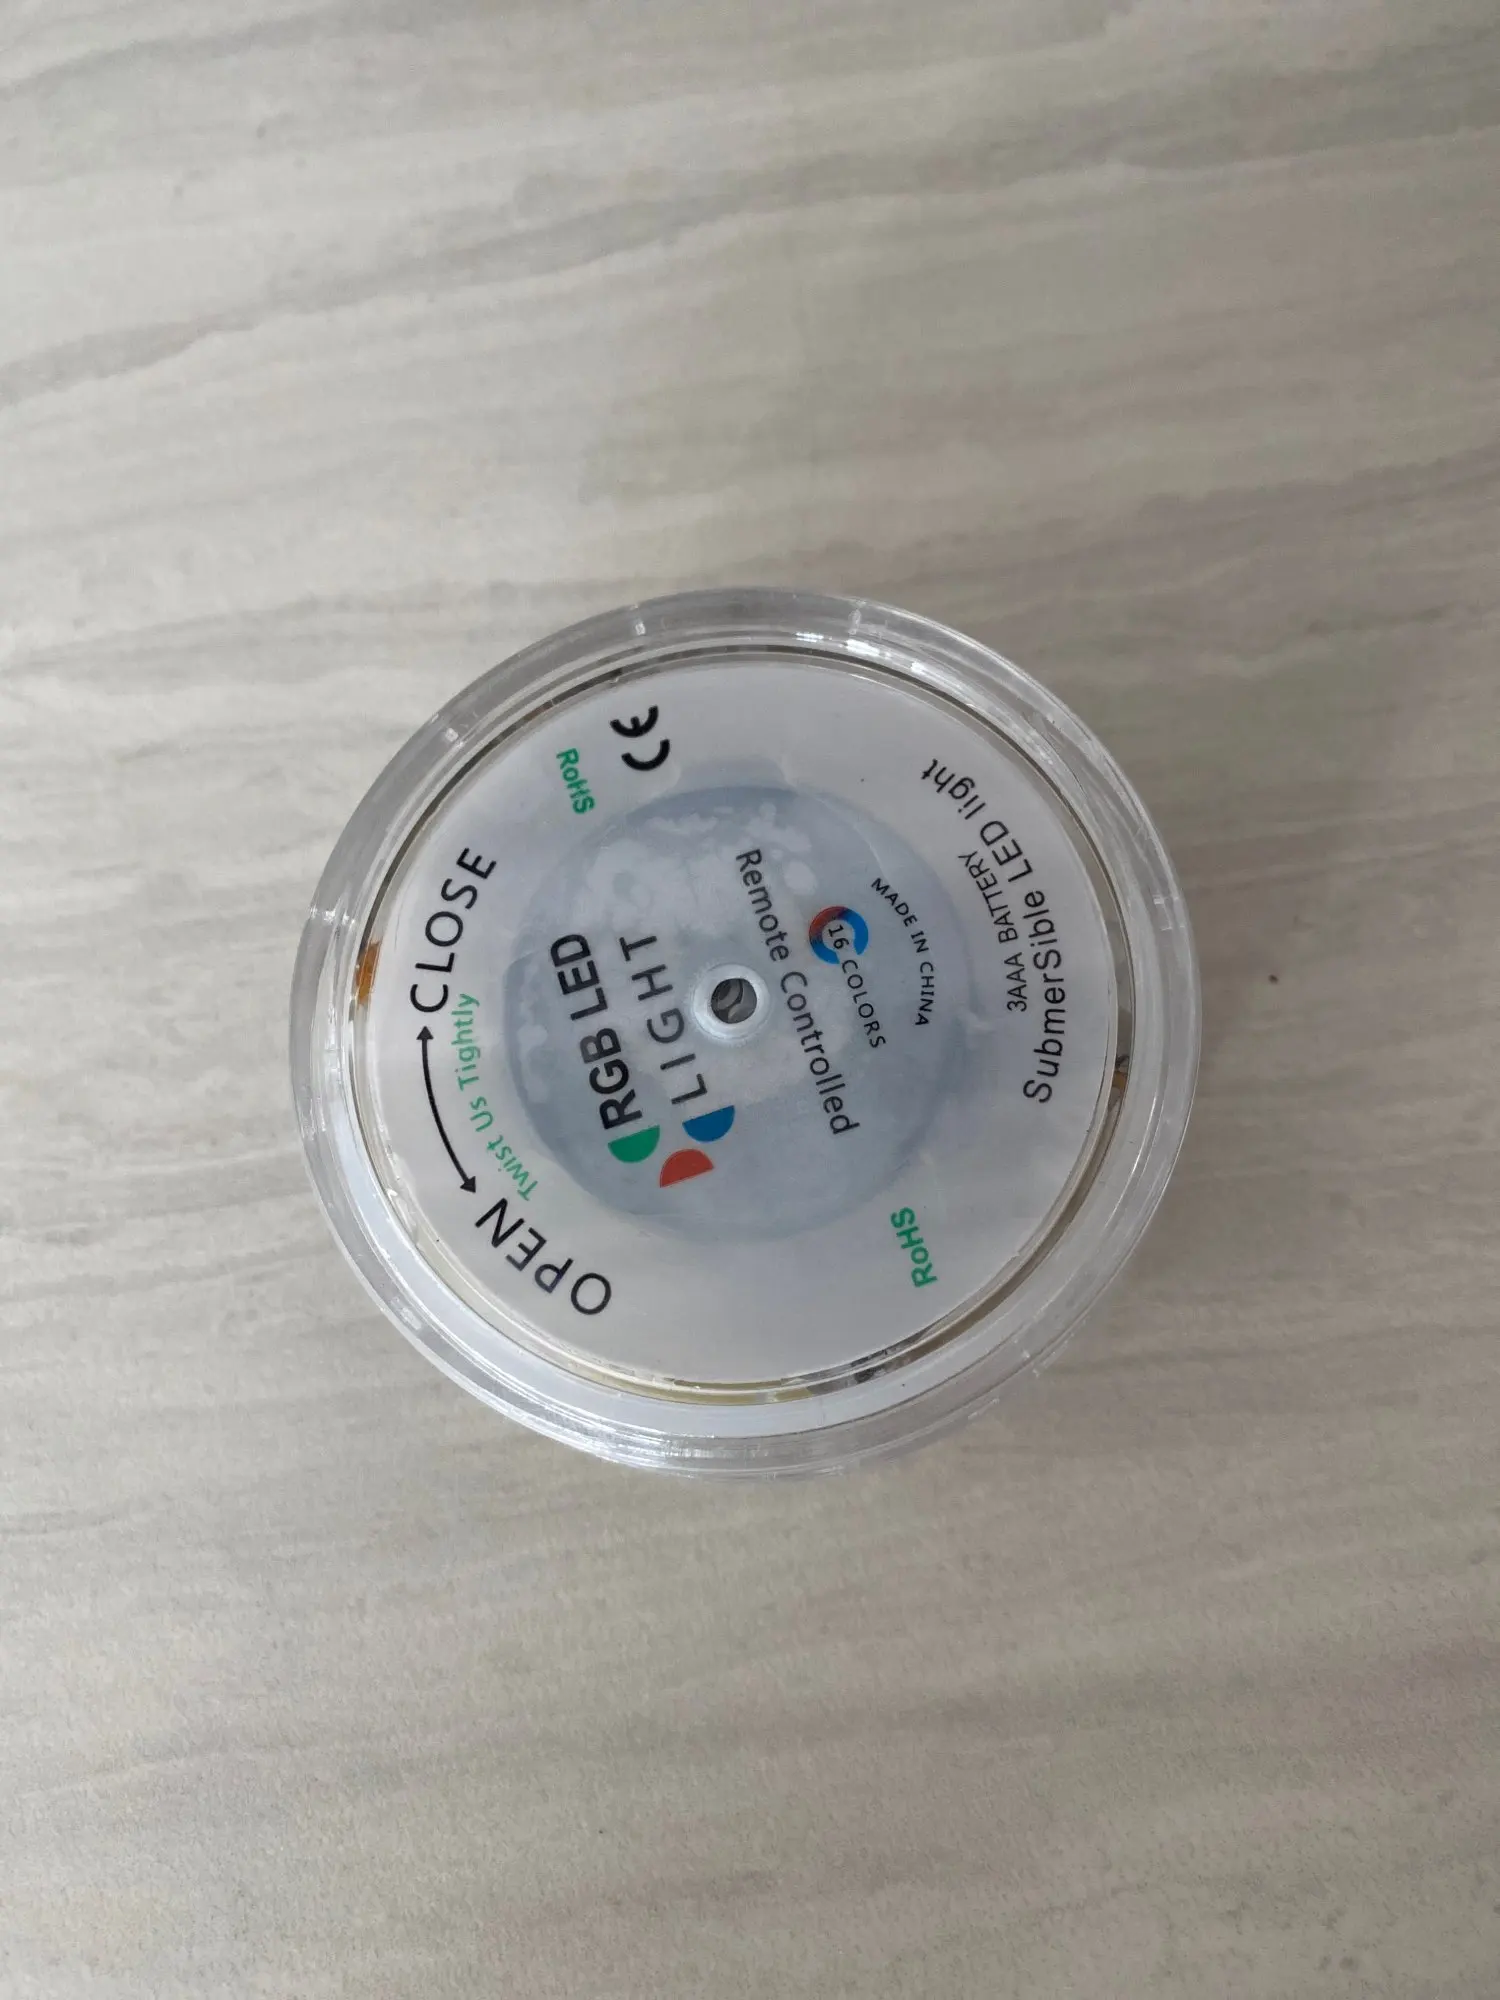 CLOSE
OPEN
Twist Us Tightly
RoHS
CE
RGB LED
LIGHT
Remote Controlled
16 COLORS
MADE IN CHINA
3AAA BATTERY
SubmerSible LED light
RoHS